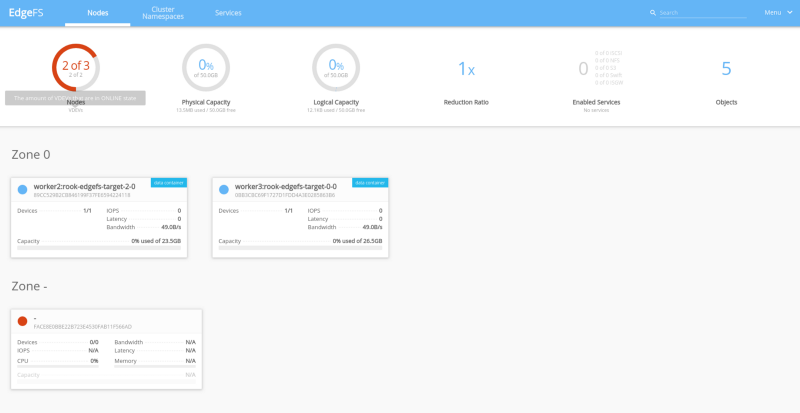 EdgeFS
Nodes
Cluster
Namespaces
Services
Search
Menu
2 of 3
2 of 2
Nodes
VDEVs
The amount of VDEVs that are in ONLINE state
0%
of 50.0GB
Physical Capacity
13.5MB used / 50.0GB free
0%
of 50.0GB
Logical Capacity
12.1KB used / 50.0GB free
1x
Reduction Ratio
0
0 of 0 ISCSI
0 of 0 NFS
0 of 0 S3
0 of 0 Swift
0 of 0 ISGW
Enabled Services
No services
5
Objects
Zone 0
data container
worker2:rook-edgefs-target-2-0
Devices 1/1
IOPS 0
Latency 0
Bandwidth 49.0B/s
Capacity 0% used of 23.5GB
data container
worker3:rook-edgefs-target-0-0
Devices 1/1
IOPS 0
Latency 0
Bandwidth 49.0B/s
Capacity 0% used of 26.5GB
Zone -
-
Devices 0/0
Bandwidth N/A
IOPS N/A
Latency N/A
CPU 0%
Memory N/A
Capacity N/A